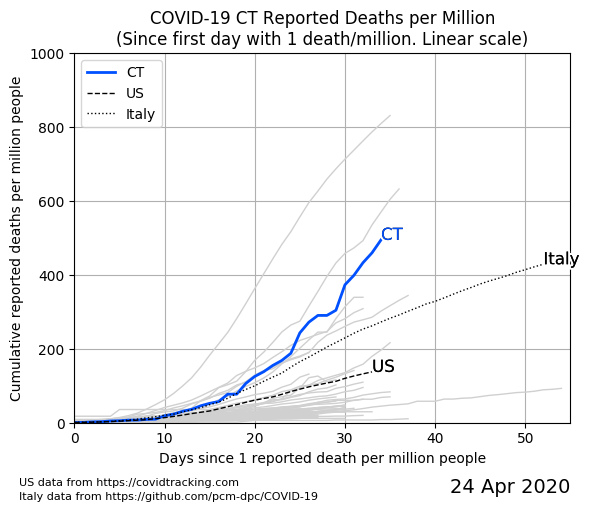 COVID-19 CT Reported Deaths per Million
(Since first day with 1 death/million. Linear scale)
Cumulative reported deaths per million people
1000
800
600
400
200
0
CT
US
Italy
CT
Italy
US
0 10 20 30 40 50
Days since 1 reported death per million people
US data from https://covidtracking.com
Italy data from https://github.com/pcm-dpc/COVID-19
24 Apr 2020